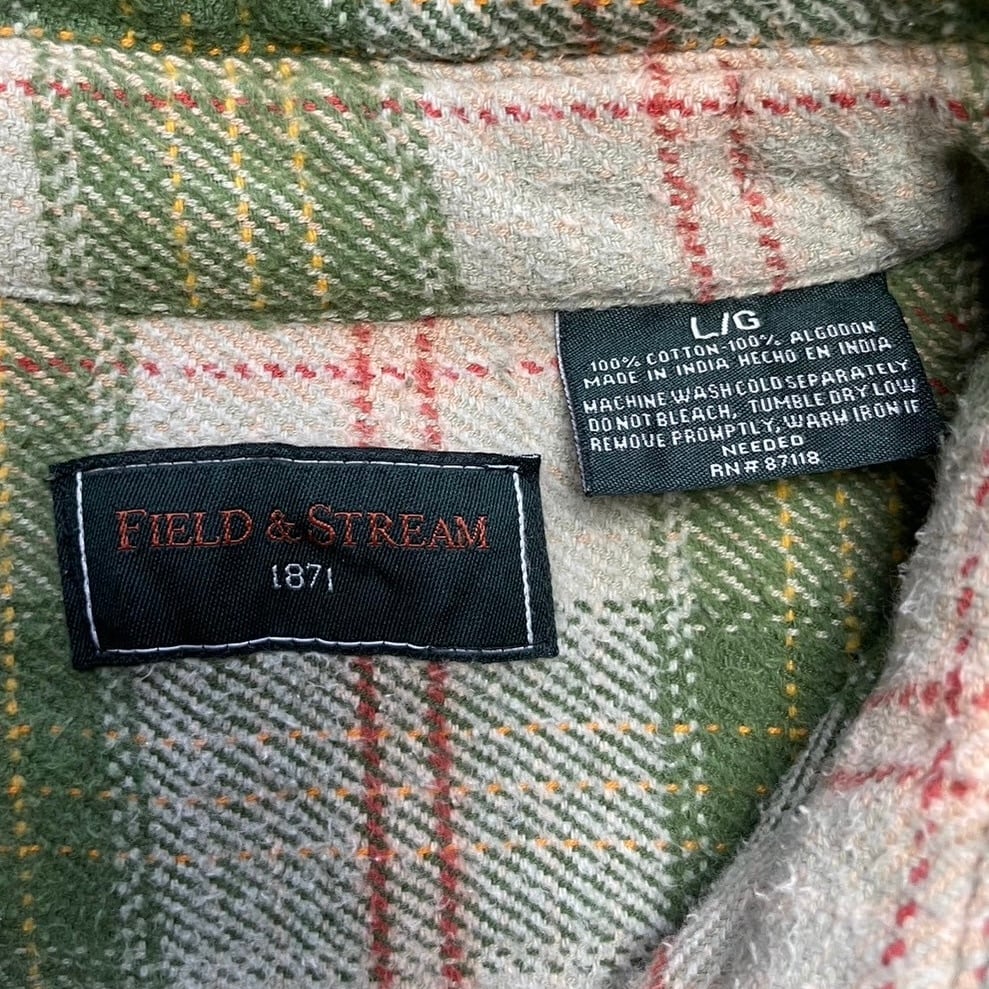 L/G
100% COTTON-100% ALGODON
MADE IN INDIA HECHO EN INDIA
MACHINE WASH COLD SEPARATELY
DO NOT BLEACH, TUMBLE DRY LOW
REMOVE PROMPTLY, WARM IRON IF
NEEDED
RN# 87118
FIELD & STREAM
1871